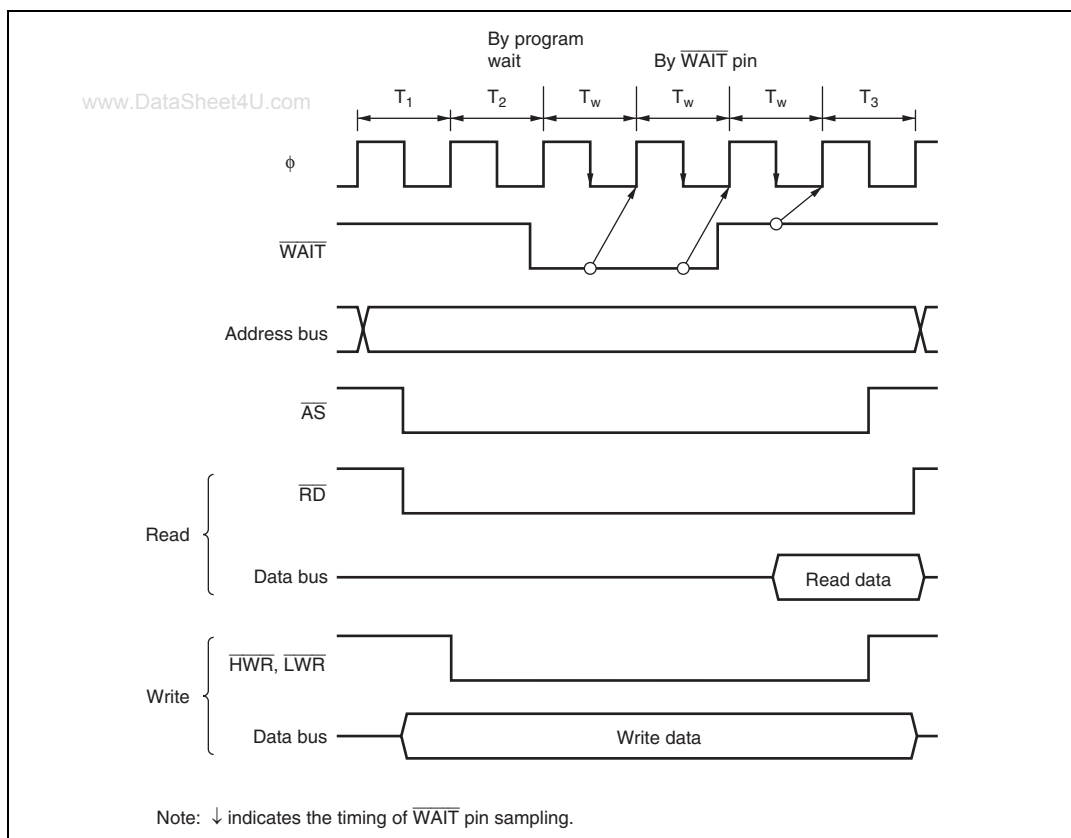 By program
wait
By WAIT pin
www.DataSheet4U.com
T1 T2 Tw Tw Tw T3
ϕ
WAIT
Address bus
AS
RD
Read
Data bus
Read data
HWR, LWR
Write
Data bus
Write data
Note: ↓ indicates the timing of WAIT pin sampling.